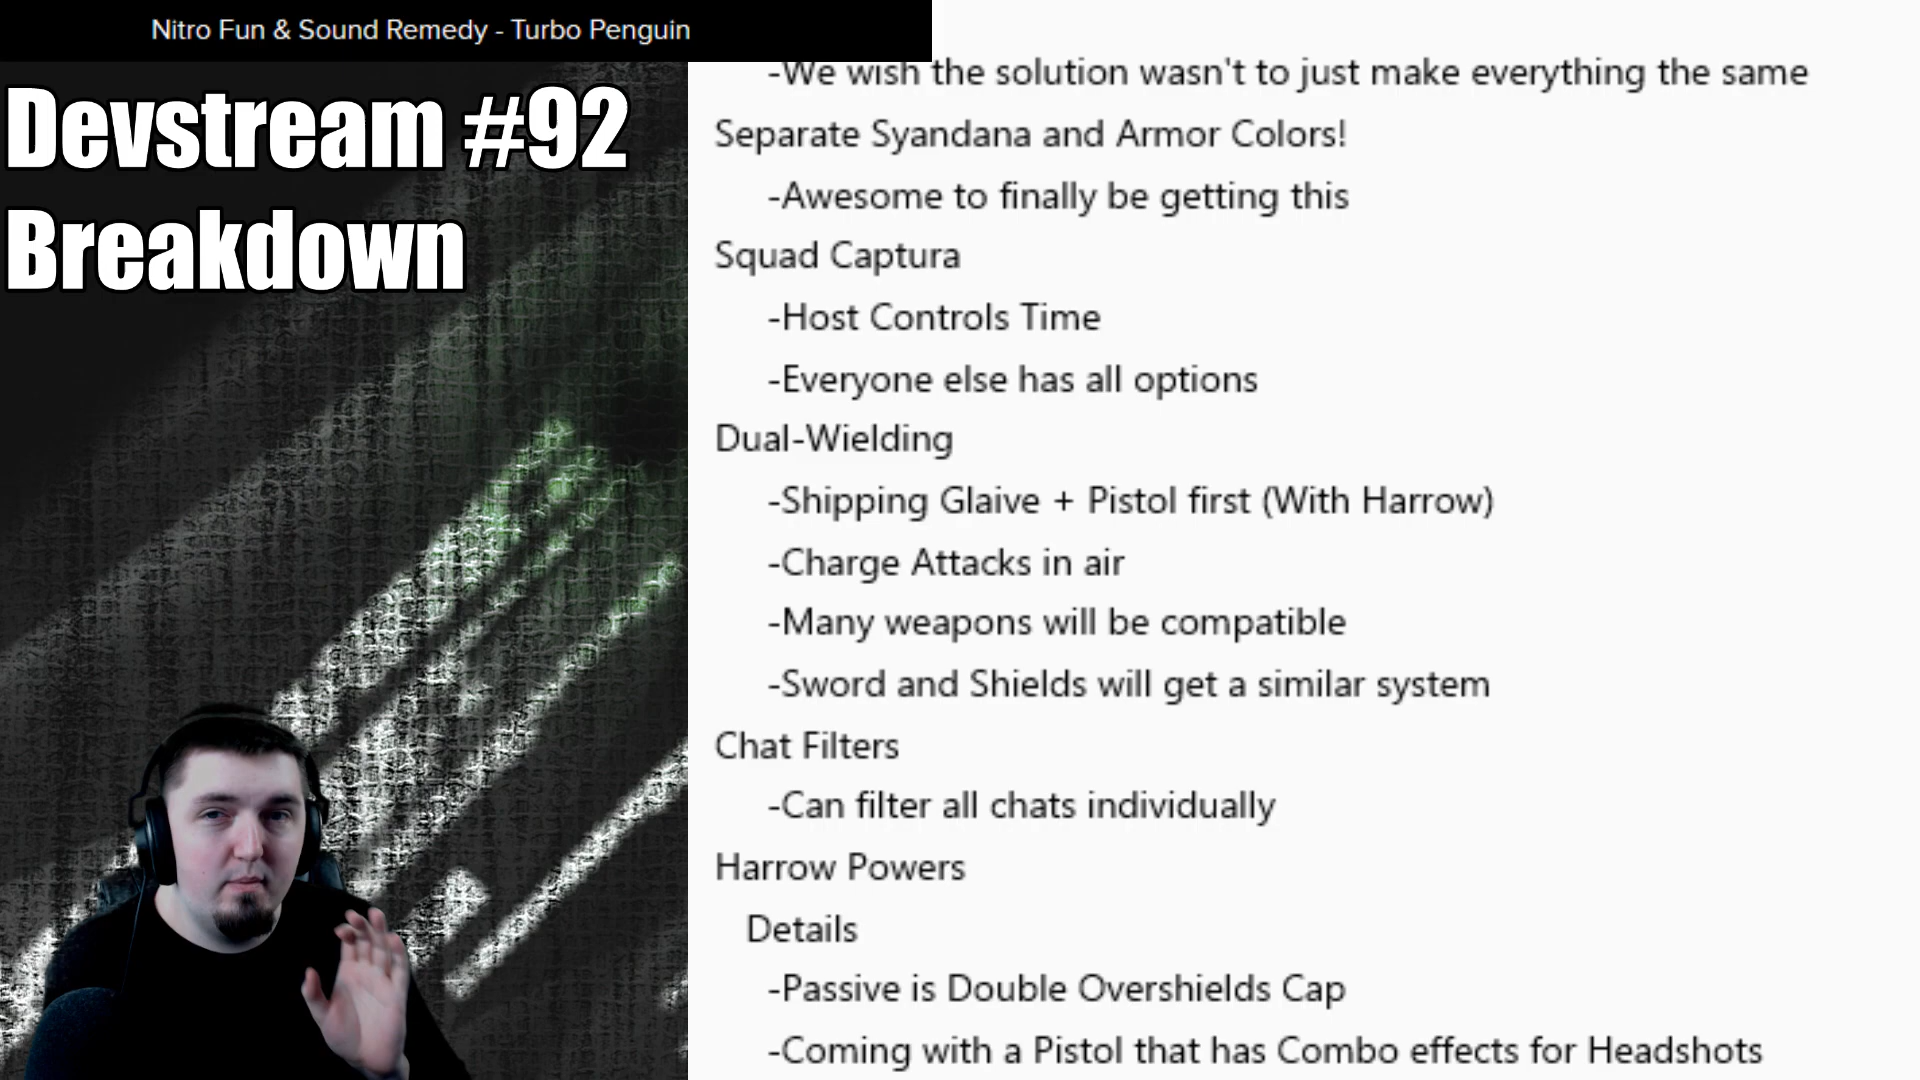 Nitro Fun & Sound Remedy - Turbo Penguin
Devstream #92
Breakdown
-We wish the solution wasn't to just make everything the same
Separate Syandana and Armor Colors!
-Awesome to finally be getting this
Squad Captura
-Host Controls Time
-Everyone else has all options
Dual-Wielding
-Shipping Glaive + Pistol first (With Harrow)
-Charge Attacks in air
-Many weapons will be compatible
-Sword and Shields will get a similar system
Chat Filters
-Can filter all chats individually
Harrow Powers
Details
-Passive is Double Overshields Cap
-Coming with a Pistol that has Combo effects for Headshots